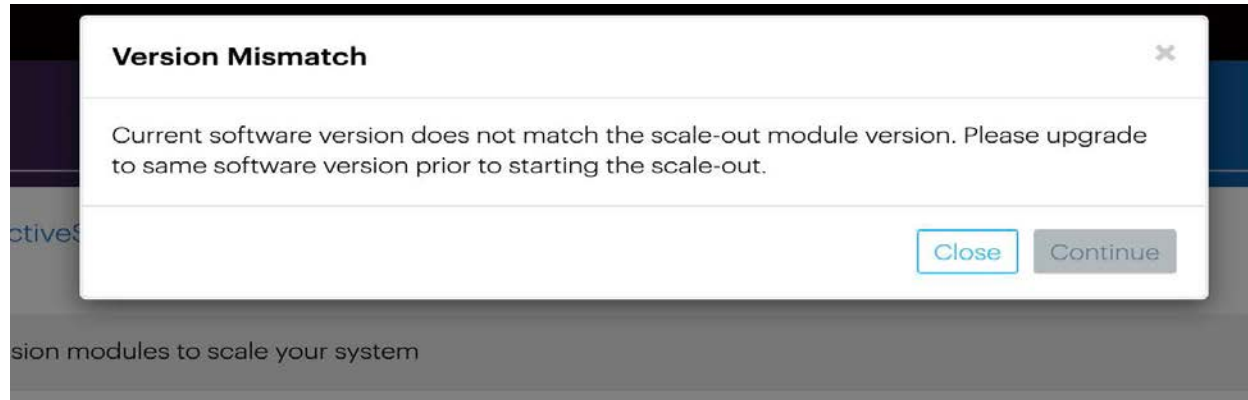 Version Mismatch
Current software version does not match the scale-out module version. Please upgrade
to same software version prior to starting the scale-out.
Close Continue
sion modules to scale your system